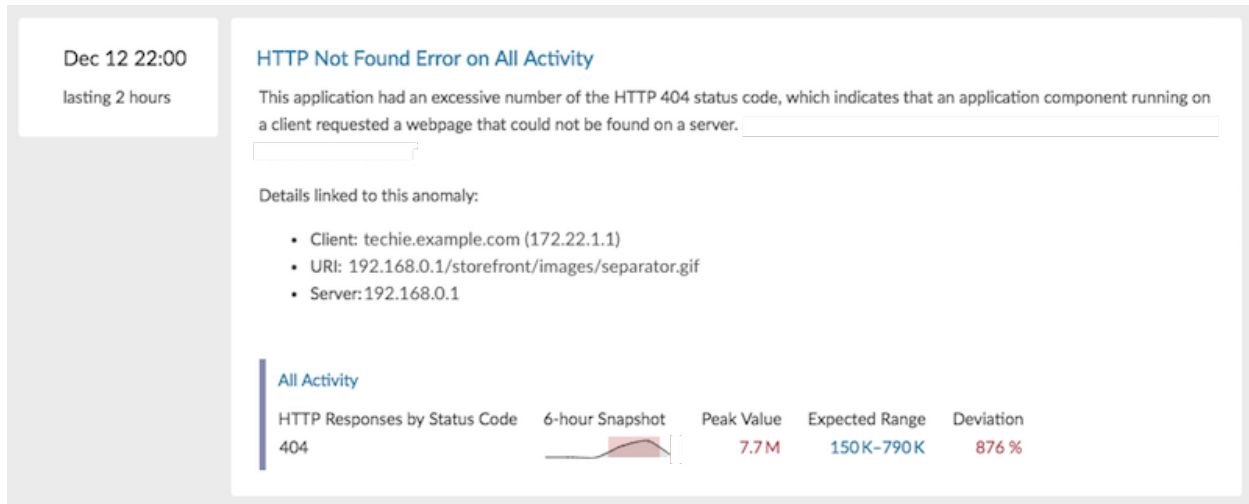 Dec 12 22:00
lasting 2 hours
HTTP Not Found Error on All Activity
This application had an excessive number of the HTTP 404 status code, which indicates that an application component running on
a client requested a webpage that could not be found on a server.
Details linked to this anomaly:
• Client: techie.example.com (172.22.1.1)
• URI: 192.168.0.1/storefront/images/separator.gif
• Server:192.168.0.1
All Activity
HTTP Responses by Status Code 6-hour Snapshot Peak Value Expected Range Deviation
404 7.7 M 150 K–790 K 876 %